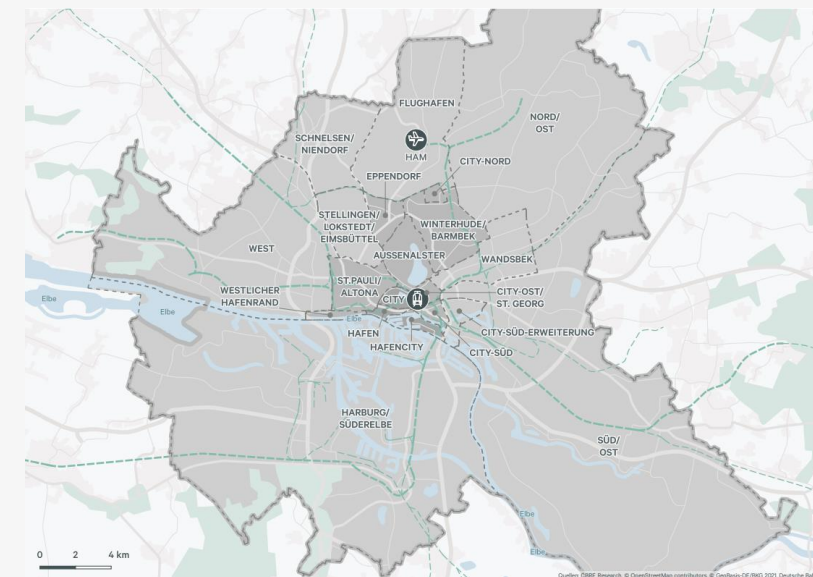 FLUGHAFEN
NORD/
OST
SCHNELSEN/
NIENDORF
HAM
CITY-NORD
EPPENDORF
STELLINGEN/
LOKSTEDT/
EIMSBÜTTEL
WINTERHUDE/
BARMBEK
WEST
AUSSENALSTER
WANDSBEK
ST.PAULI/
ALTONA
WESTLICHER
HAFENRAND
CITY
CITY-OST/
ST. GEORG
Elbe
Elbe
Elbe
HAFEN
CITY-SÜD-ERWEITERUNG
HAFENCITY
CITY-SÜD
HARBURG/
SÜDERELBE
SÜD/
OST
Elbe
Elbe
0 2 4 km
Quellen: CBRE Research, © OpenStreetMap contributors, © GeoBasis-DE/BKG 2021, Deutsche Ba